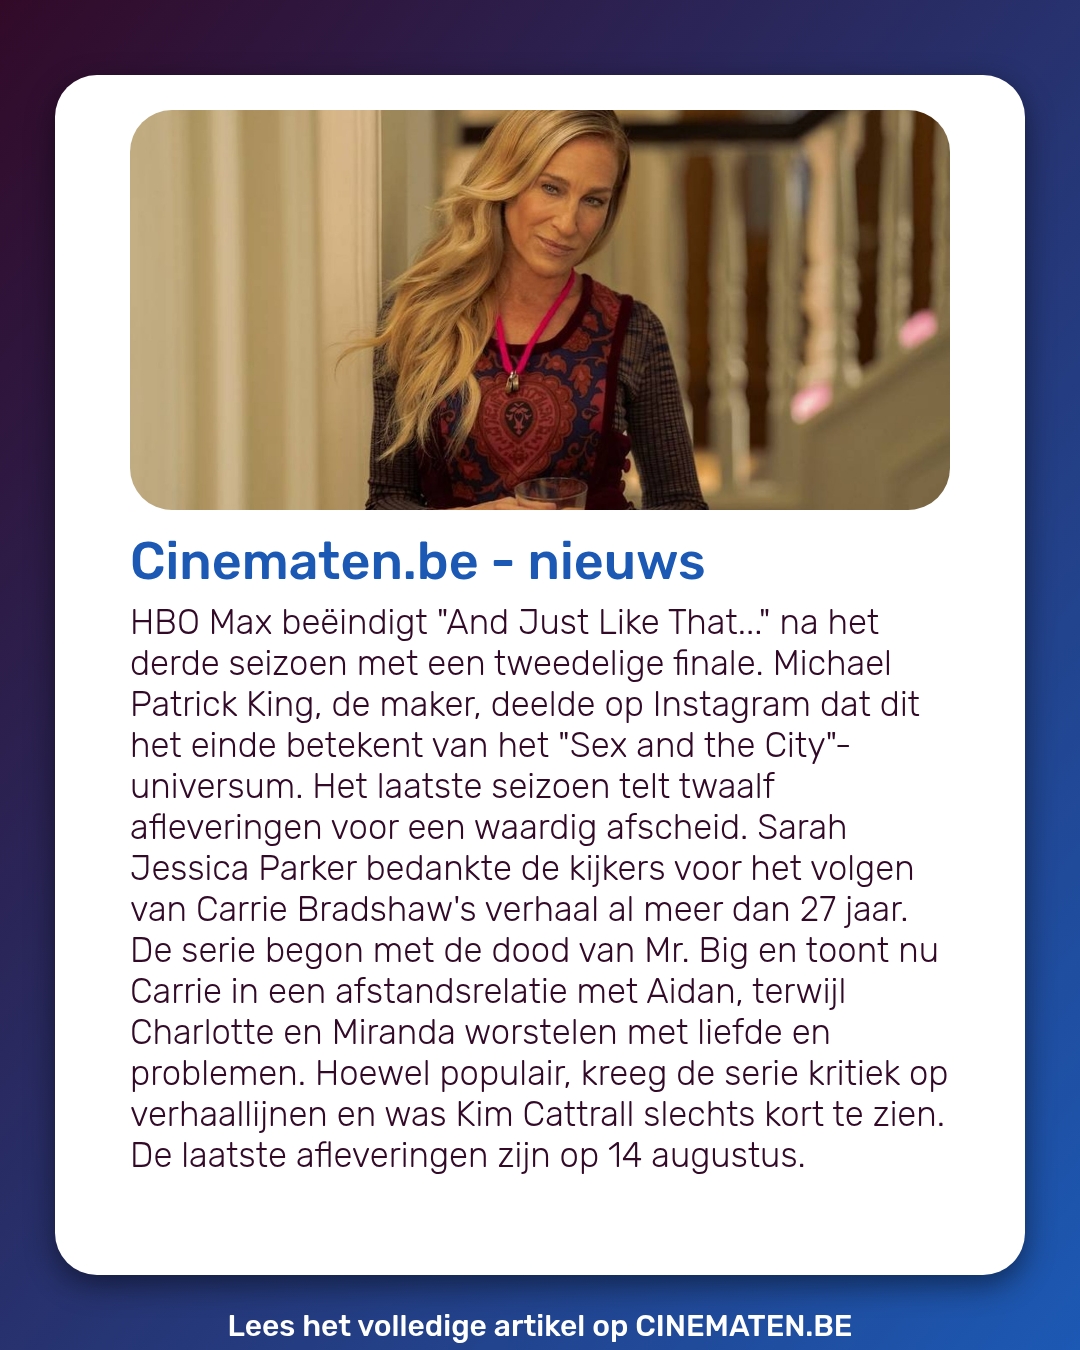 Cinematen.be - nieuws
HBO Max beëindigt "And Just Like That..." na het
derde seizoen met een tweedelige finale. Michael
Patrick King, de maker, deelde op Instagram dat dit
het einde betekent van het "Sex and the City"-
universum. Het laatste seizoen telt twaalf
afleveringen voor een waardig afscheid. Sarah
Jessica Parker bedankte de kijkers voor het volgen
van Carrie Bradshaw's verhaal al meer dan 27 jaar.
De serie begon met de dood van Mr. Big en toont nu
Carrie in een afstandsrelatie met Aidan, terwijl
Charlotte en Miranda worstelen met liefde en
problemen. Hoewel populair, kreeg de serie kritiek op
verhaallijnen en was Kim Cattrall slechts kort te zien.
De laatste afleveringen zijn op 14 augustus.
Lees het volledige artikel op CINEMATEN.BE